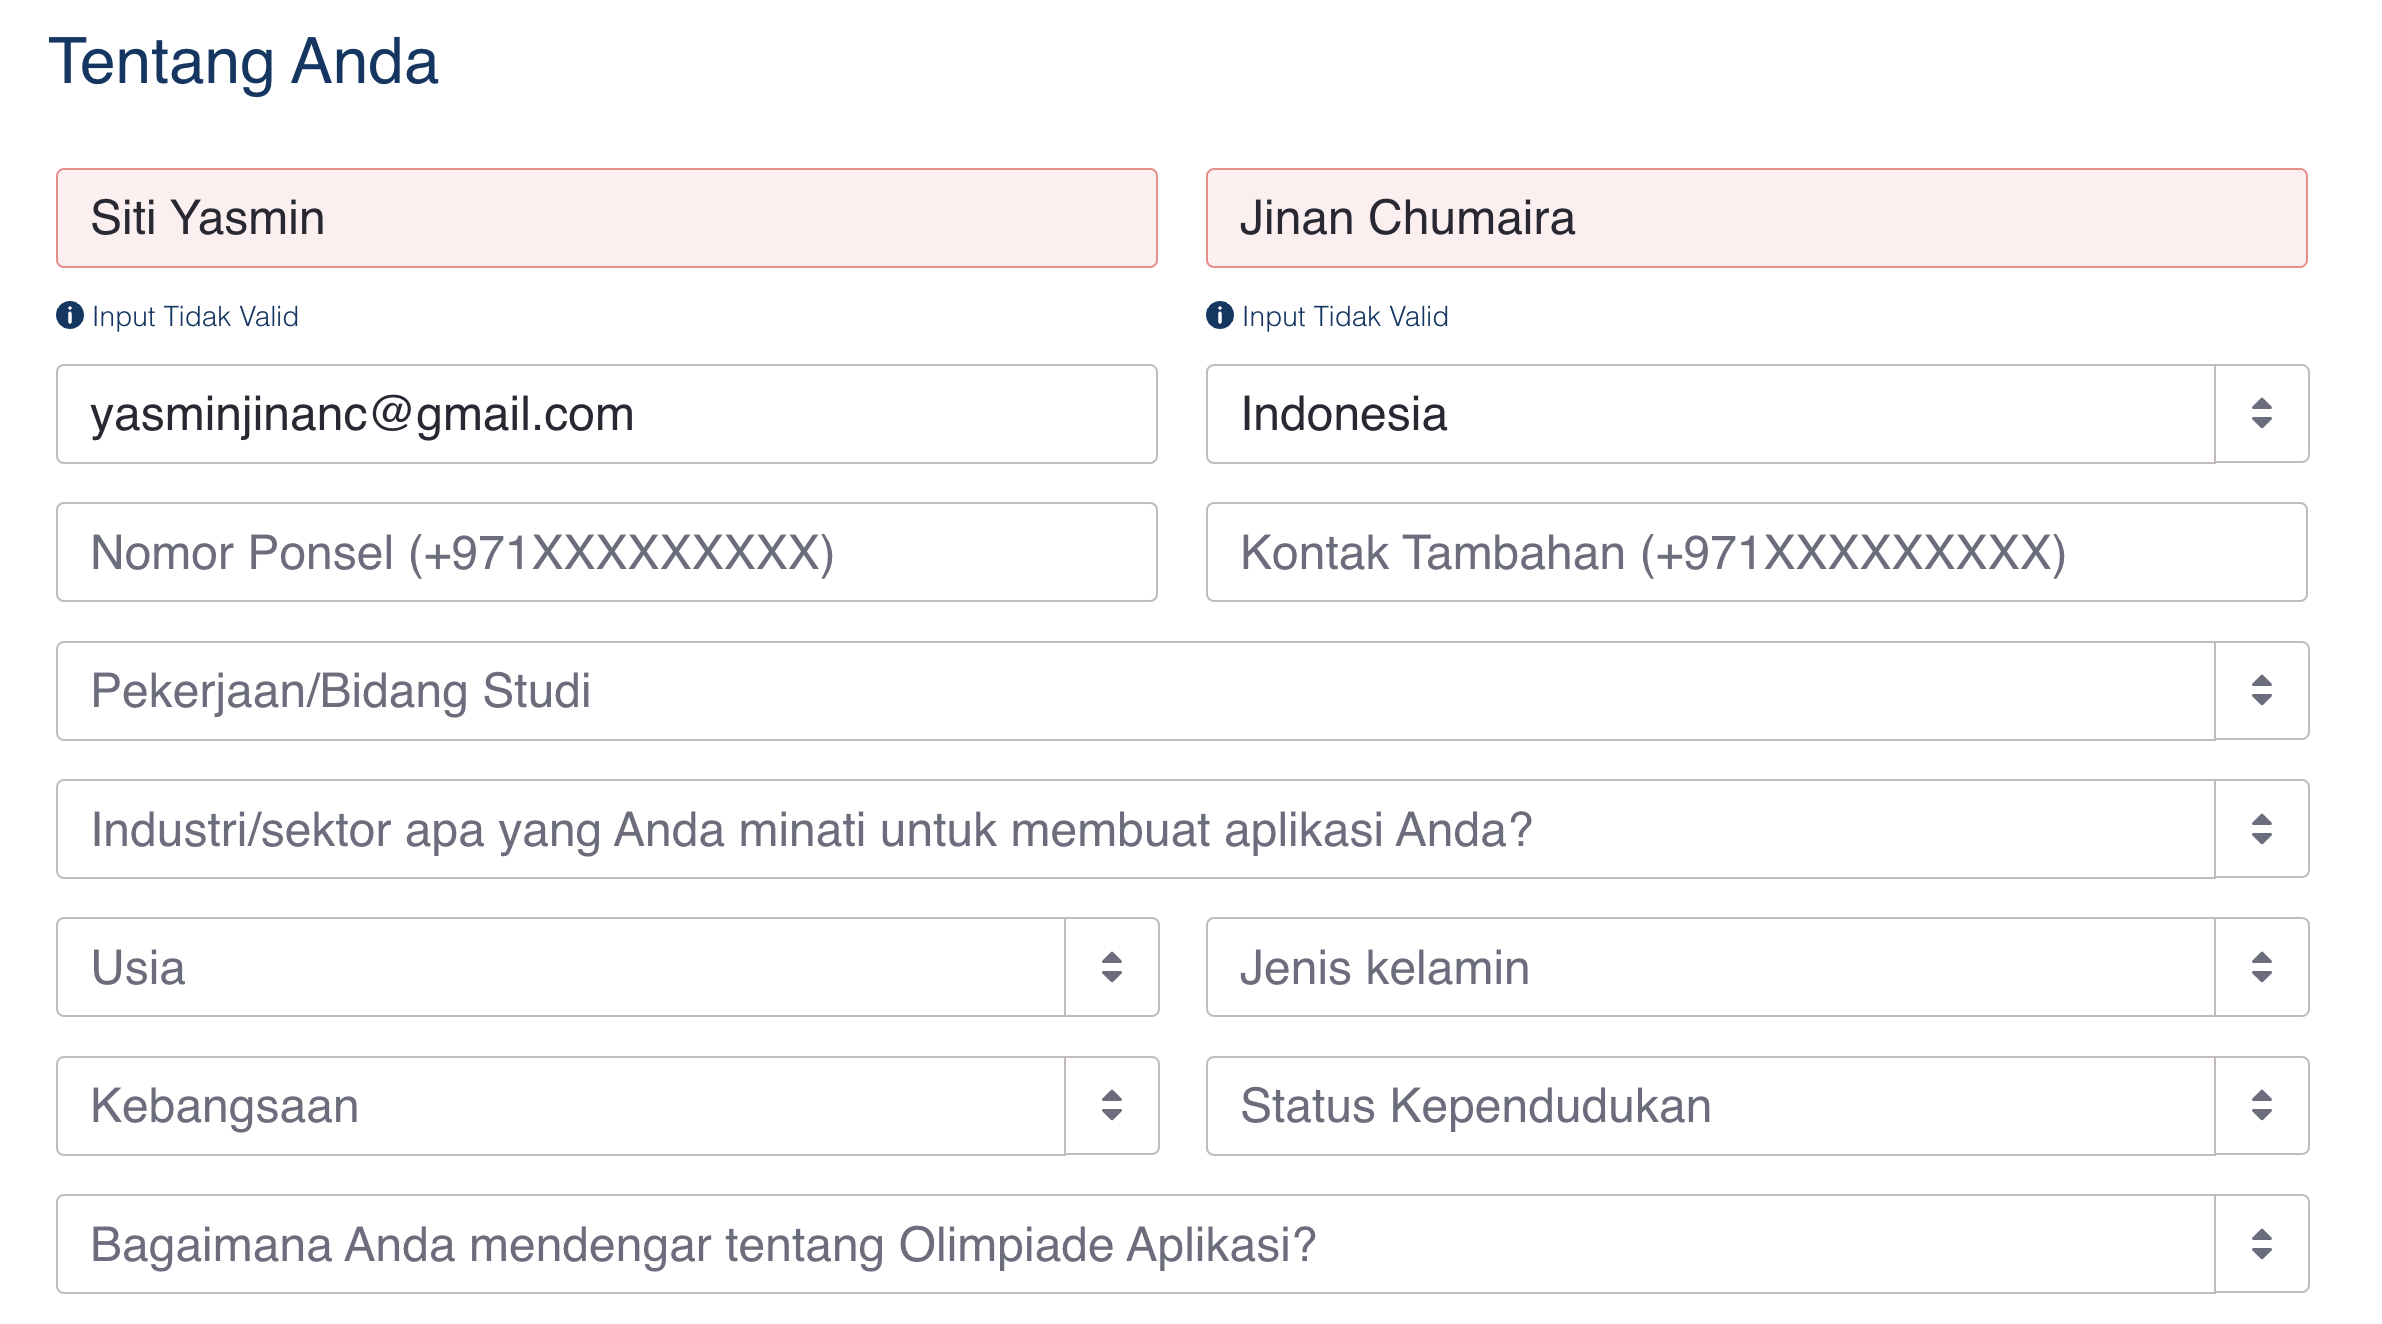 Tentang Anda
Siti Yasmin
Jinan Chumaira
Input Tidak Valid
Input Tidak Valid
yasminjinanc@gmail.com
Indonesia
Nomor Ponsel (+971XXXXXXXXX)
Kontak Tambahan (+971XXXXXXXXX)
Pekerjaan/Bidang Studi
Industri/sektor apa yang Anda minati untuk membuat aplikasi Anda?
Usia
Jenis kelamin
Kebangsaan
Status Kependudukan
Bagaimana Anda mendengar tentang Olimpiade Aplikasi?